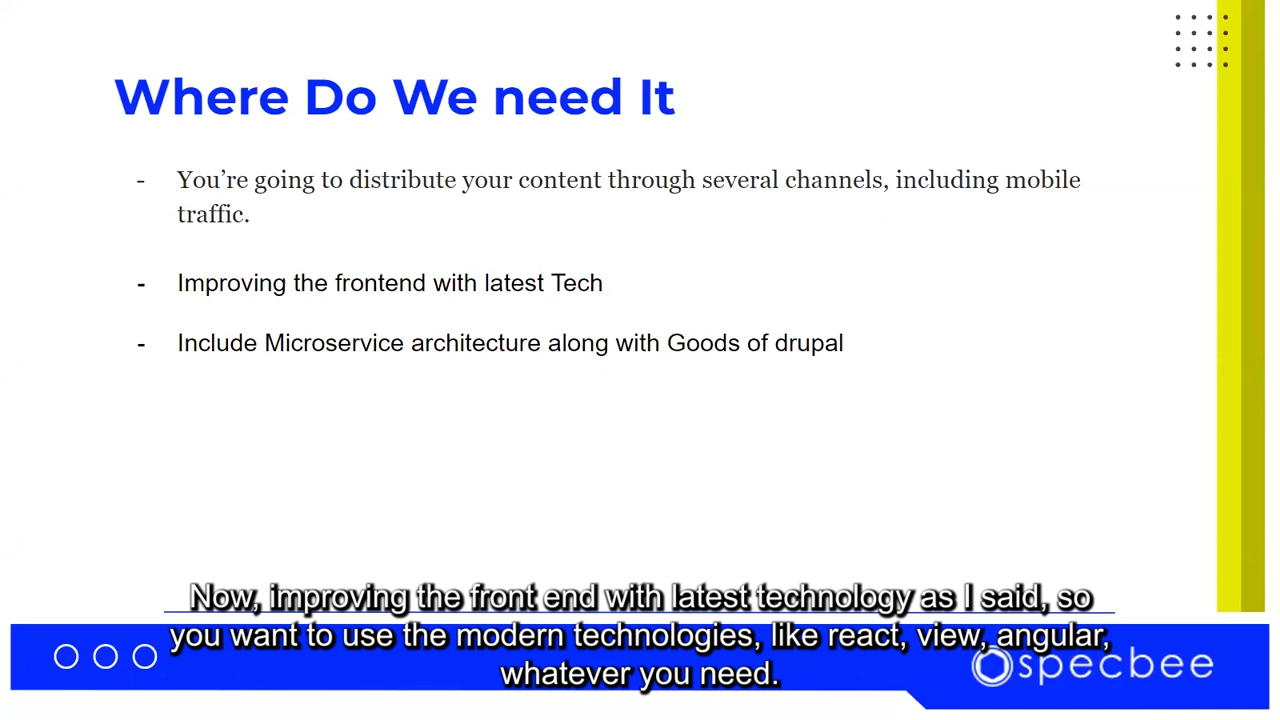 Where Do We need It
- You're going to distribute your content through several channels, including mobile
traffic.
- Improving the frontend with latest Tech
- Include Microservice architecture along with Goods of drupal
Now, improving the front end with latest technology as I said, so
you want to use the modern technologies, like react, view, angular,
whatever you need.
specbee